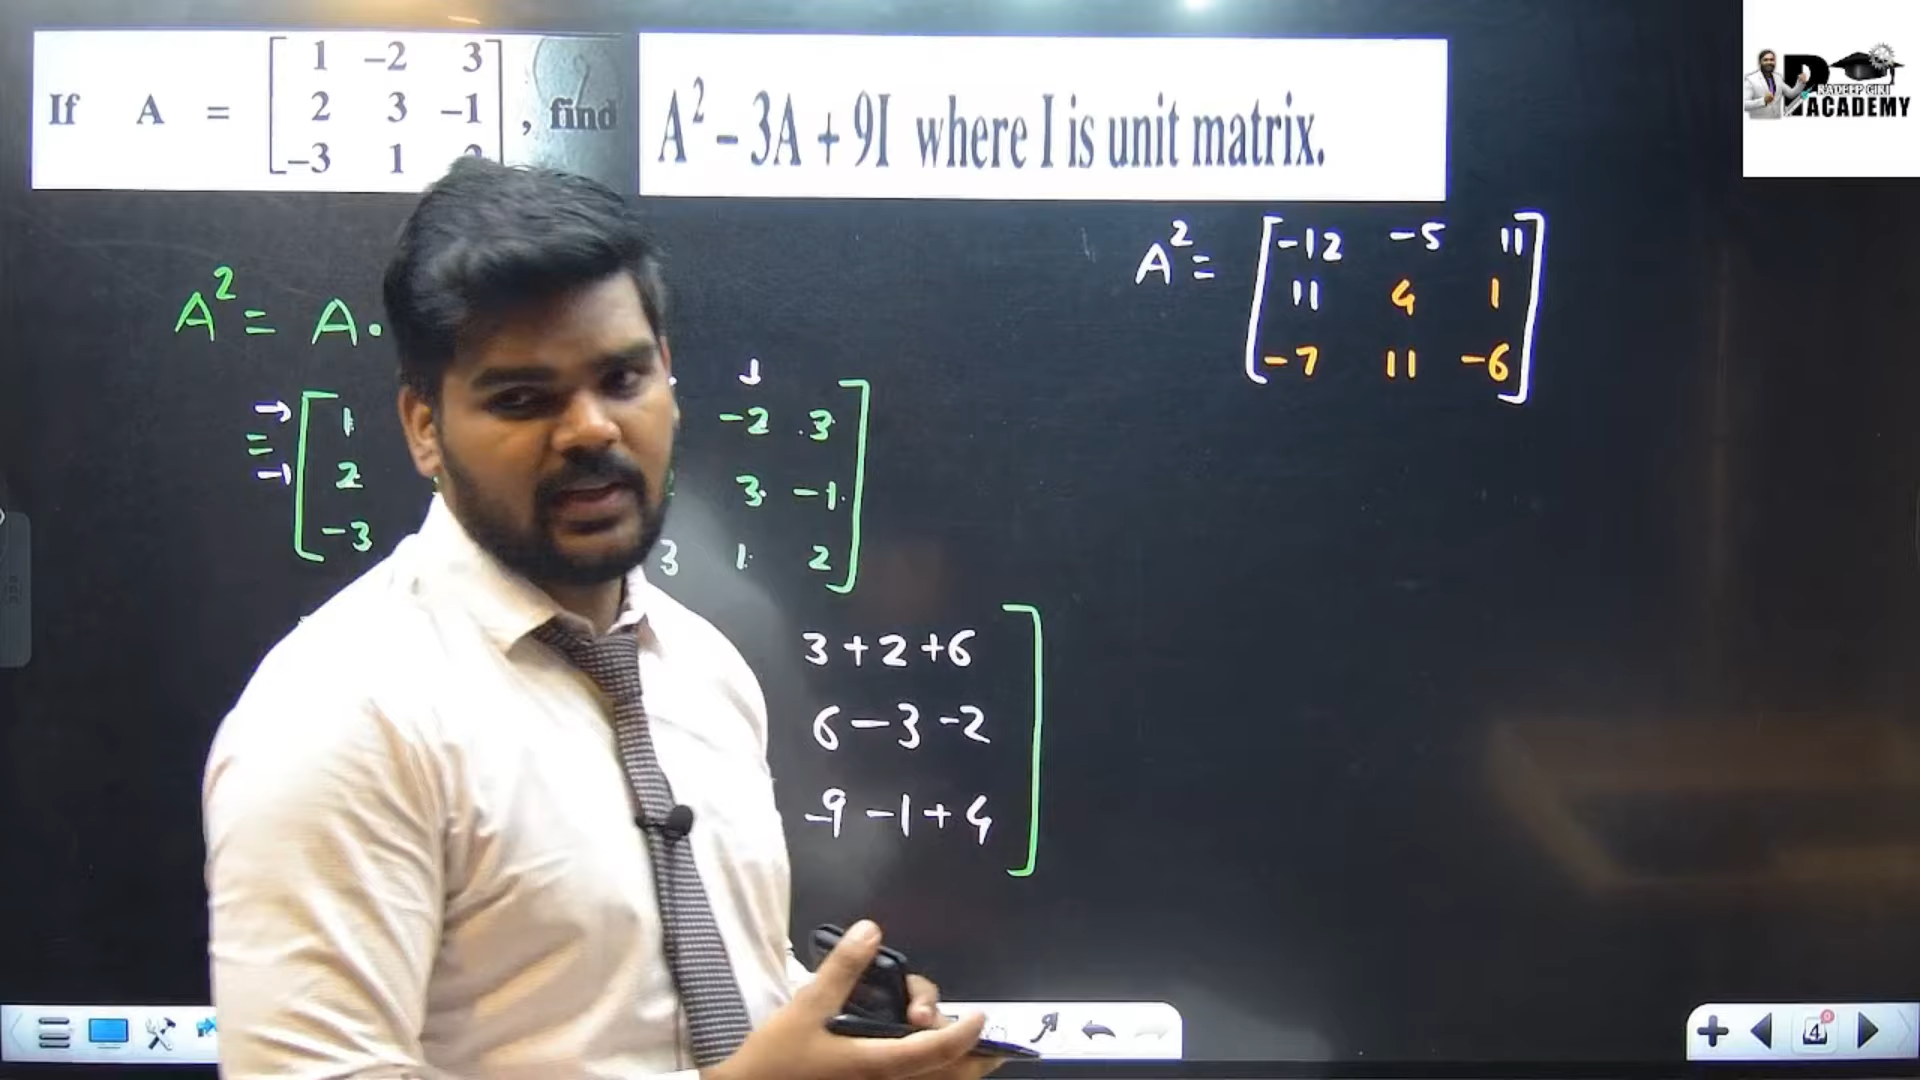 If A = [ 1 -2 3
2 3 -1
-3 1 ] , find
A² - 3A + 9I where I is unit matrix.
RADEEP GIRI
ACADEMY
A² = [ -12 -5 11
11 4 1
-7 11 -6 ]
A² = A.
→ ↓
= [ 1 -2 3 ]
2 3 -1
-3 3 1 2
3 + 2 + 6
6 - 3 - 2
-9 - 1 + 4
4